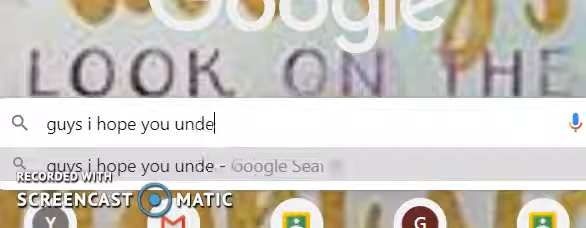 Google
LOOK ON THE
guys i hope you unde
guys i hope you unde - Google Sear
RECORDED WITH
SCREENCAST MATIC
Y
G